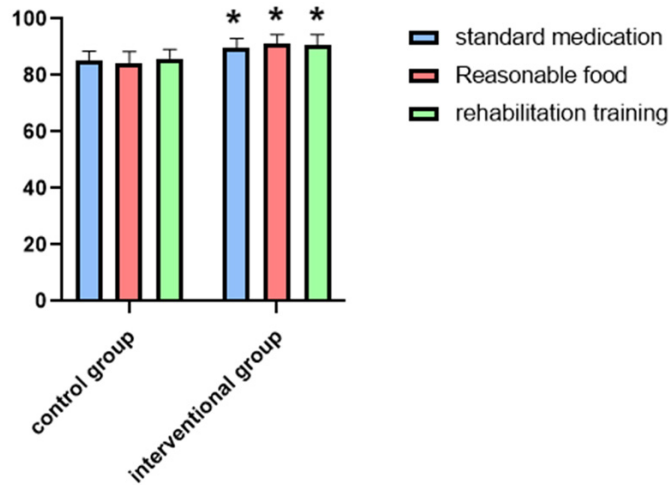 100
80
60
40
20
0
* * *
control group
interventional group
standard medication
Reasonable food
rehabilitation training